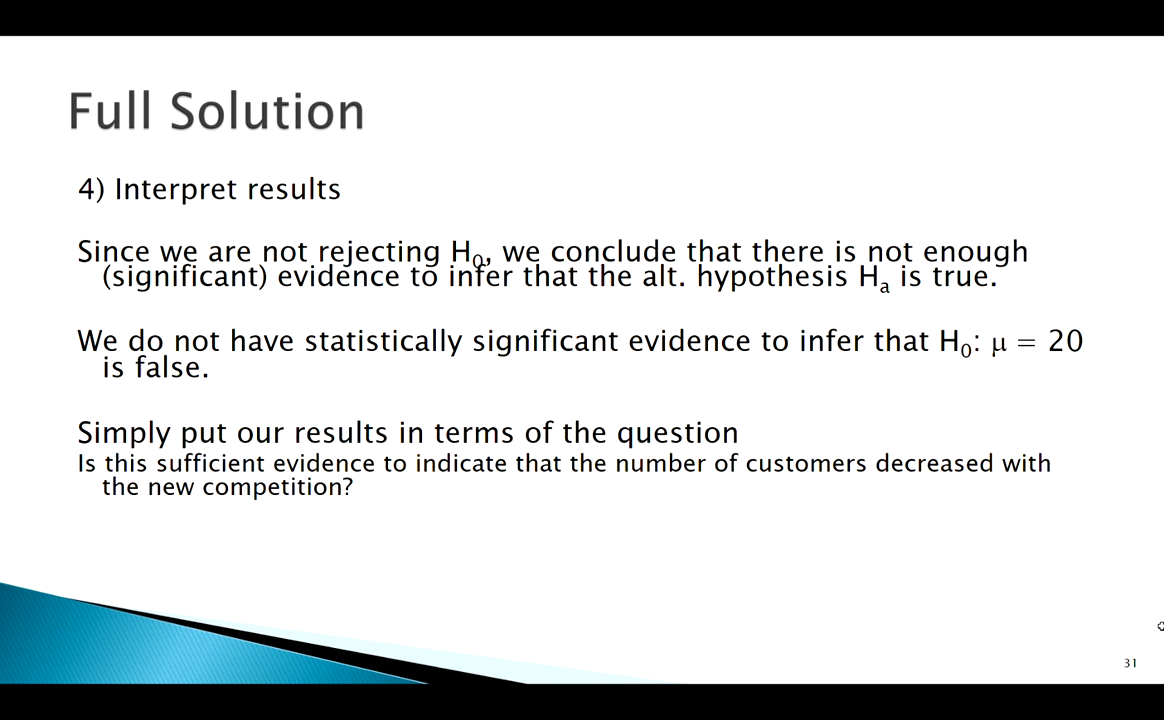 Full Solution
4) Interpret results
Since we are not rejecting H₀, we conclude that there is not enough
(significant) evidence to infer that the alt. hypothesis Hₐ is true.
We do not have statistically significant evidence to infer that H₀: μ = 20
is false.
Simply put our results in terms of the question
Is this sufficient evidence to indicate that the number of customers decreased with
the new competition?
31